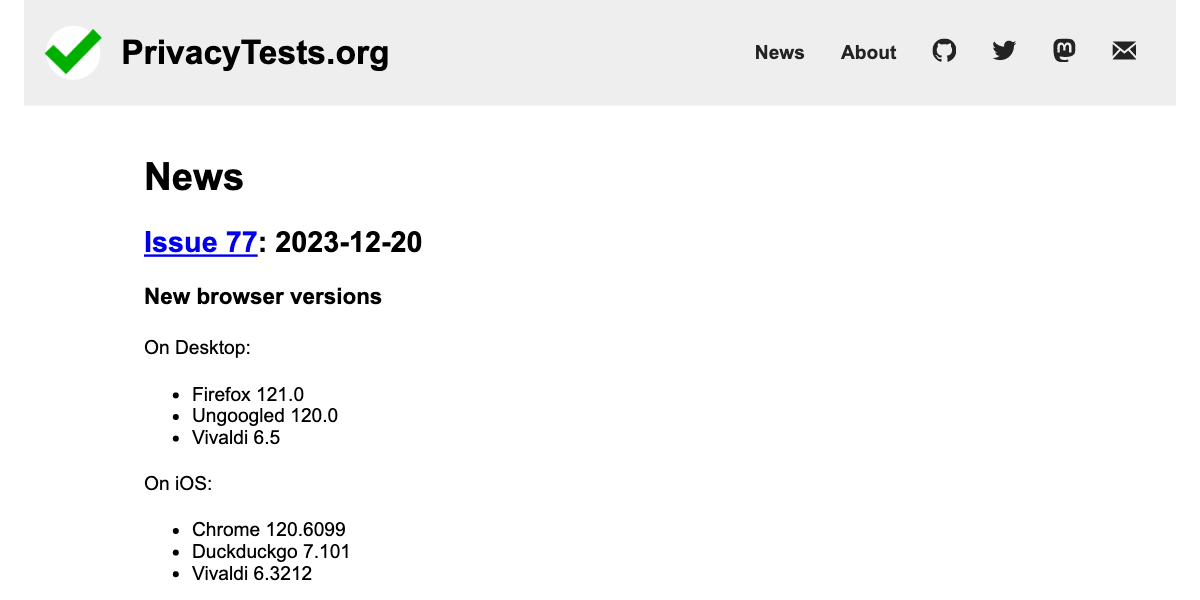 PrivacyTests.org
News About
News
Issue 77: 2023-12-20
New browser versions
On Desktop:
• Firefox 121.0
• Ungoogled 120.0
• Vivaldi 6.5
On iOS:
• Chrome 120.6099
• Duckduckgo 7.101
• Vivaldi 6.3212